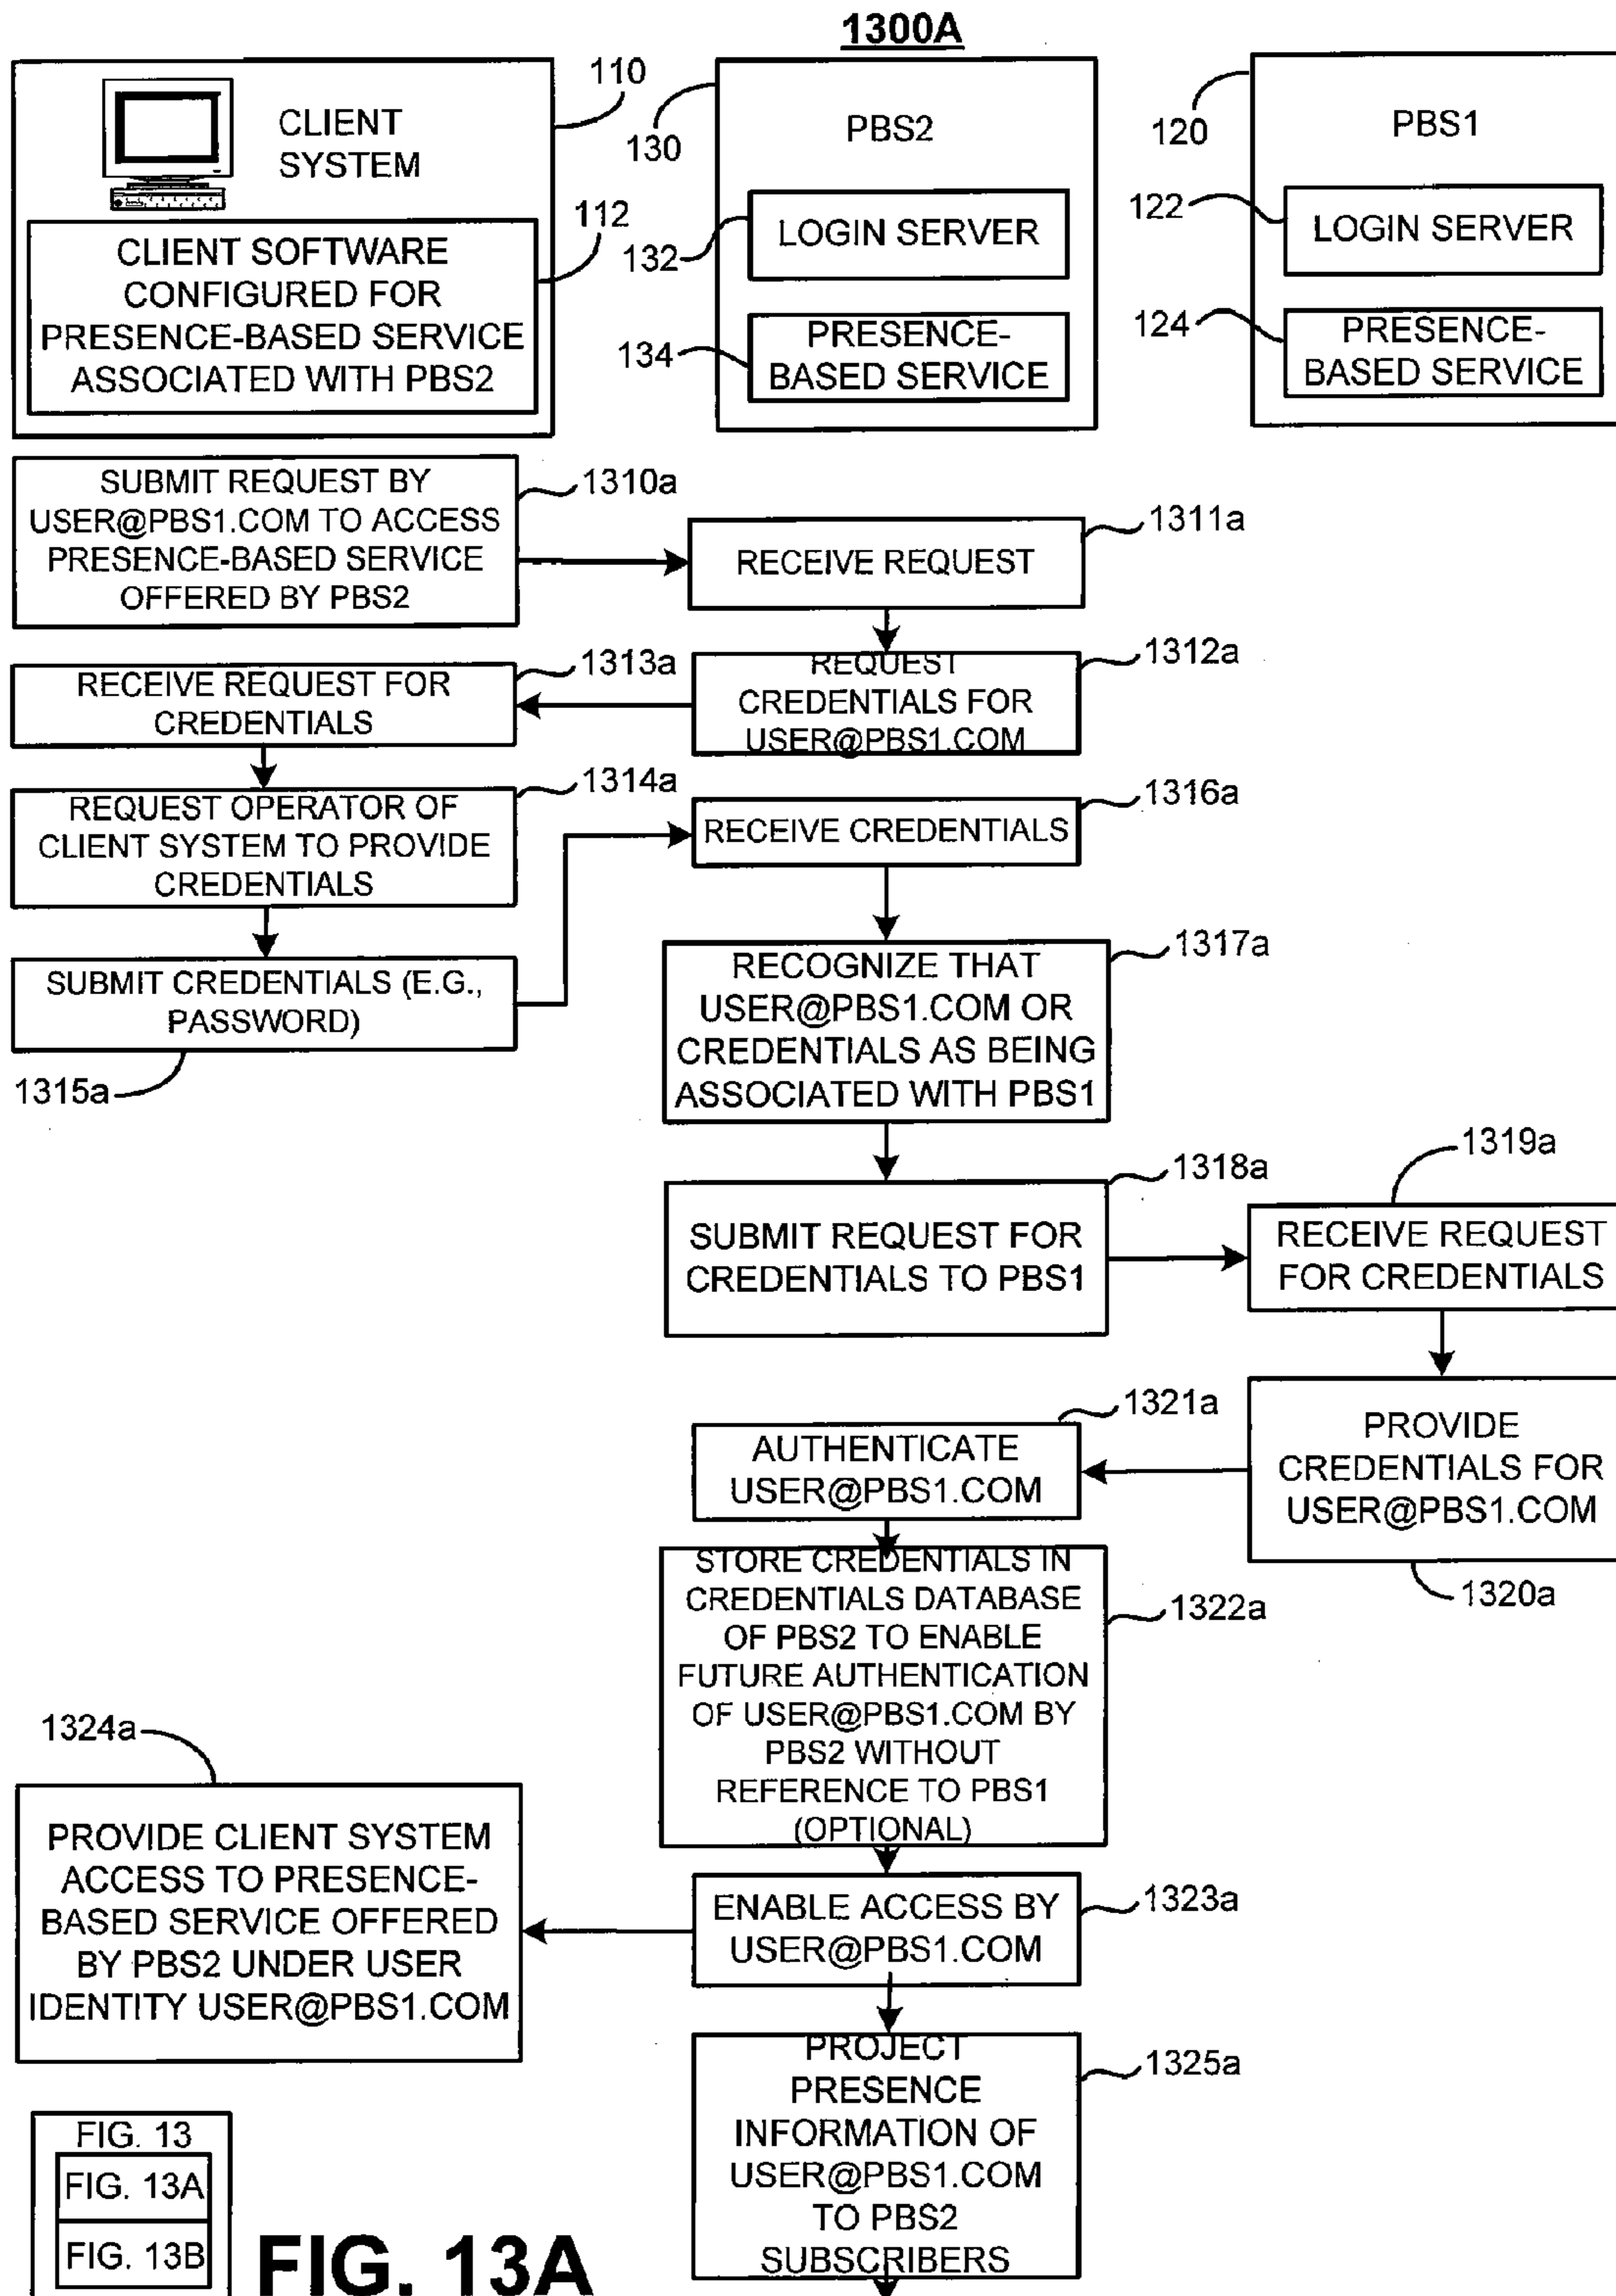 1300A
110
CLIENT
SYSTEM
112
CLIENT SOFTWARE
CONFIGURED FOR
PRESENCE-BASED SERVICE
ASSOCIATED WITH PBS2
130
PBS2
132
LOGIN SERVER
134
PRESENCE-
BASED SERVICE
120
PBS1
122
LOGIN SERVER
124
PRESENCE-
BASED SERVICE
SUBMIT REQUEST BY
USER@PBS1.COM TO ACCESS
PRESENCE-BASED SERVICE
OFFERED BY PBS2
1310a
1311a
RECEIVE REQUEST
1312a
REQUEST
CREDENTIALS FOR
USER@PBS1.COM
1313a
RECEIVE REQUEST FOR
CREDENTIALS
1314a
REQUEST OPERATOR OF
CLIENT SYSTEM TO PROVIDE
CREDENTIALS
SUBMIT CREDENTIALS (E.G.,
PASSWORD)
1315a
1316a
RECEIVE CREDENTIALS
1317a
RECOGNIZE THAT
USER@PBS1.COM OR
CREDENTIALS AS BEING
ASSOCIATED WITH PBS1
1318a
SUBMIT REQUEST FOR
CREDENTIALS TO PBS1
1319a
RECEIVE REQUEST
FOR CREDENTIALS
PROVIDE
CREDENTIALS FOR
USER@PBS1.COM
1320a
1321a
AUTHENTICATE
USER@PBS1.COM
STORE CREDENTIALS IN
CREDENTIALS DATABASE
OF PBS2 TO ENABLE
FUTURE AUTHENTICATION
OF USER@PBS1.COM BY
PBS2 WITHOUT
REFERENCE TO PBS1
(OPTIONAL)
1322a
1323a
ENABLE ACCESS BY
USER@PBS1.COM
1324a
PROVIDE CLIENT SYSTEM
ACCESS TO PRESENCE-
BASED SERVICE OFFERED
BY PBS2 UNDER USER
IDENTITY USER@PBS1.COM
1325a
PROJECT
PRESENCE
INFORMATION OF
USER@PBS1.COM
TO PBS2
SUBSCRIBERS
FIG. 13
FIG. 13A
FIG. 13B
FIG. 13A